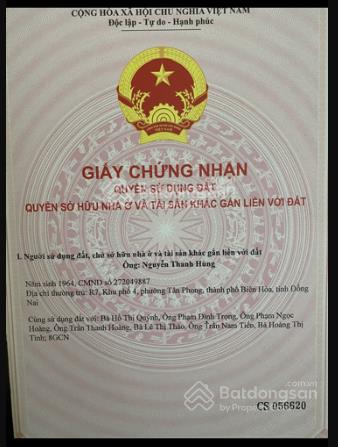 CỘNG HÒA XÃ HỘI CHỦ NGHĨA VIỆT NAM
Độc lập - Tự do - Hạnh phúc
GIẤY CHỨNG NHẬN
QUYỀN SỬ DỤNG ĐẤT
QUYỀN SỞ HỮU NHÀ Ở VÀ TÀI SẢN KHÁC GẮN LIỀN VỚI ĐẤT
I. Người sử dụng đất, chủ sở hữu nhà ở và tài sản khác gắn liền với đất
Ông: Nguyễn Thanh Hùng
Năm sinh 1964, CMND số 272049887
Địa chỉ thường trú: R7, Khu phố 4, phường Tân Phong, thành phố Biên Hòa, tỉnh Đồng
Nai
Cùng sử dụng đất với: Bà Hồ Thị Quỳnh, Ông Phạm Đình Trọng, Ông Phạm Ngọc
Hoàng, Ông Trần Thanh Hoàng, Bà Lê Thị Thảo, Ông Trần Nam Tiến, Bà Hoàng Thị
Tình; 8GCN
Batdongsan
.com.vn
by PropertyGuru
CS 056620